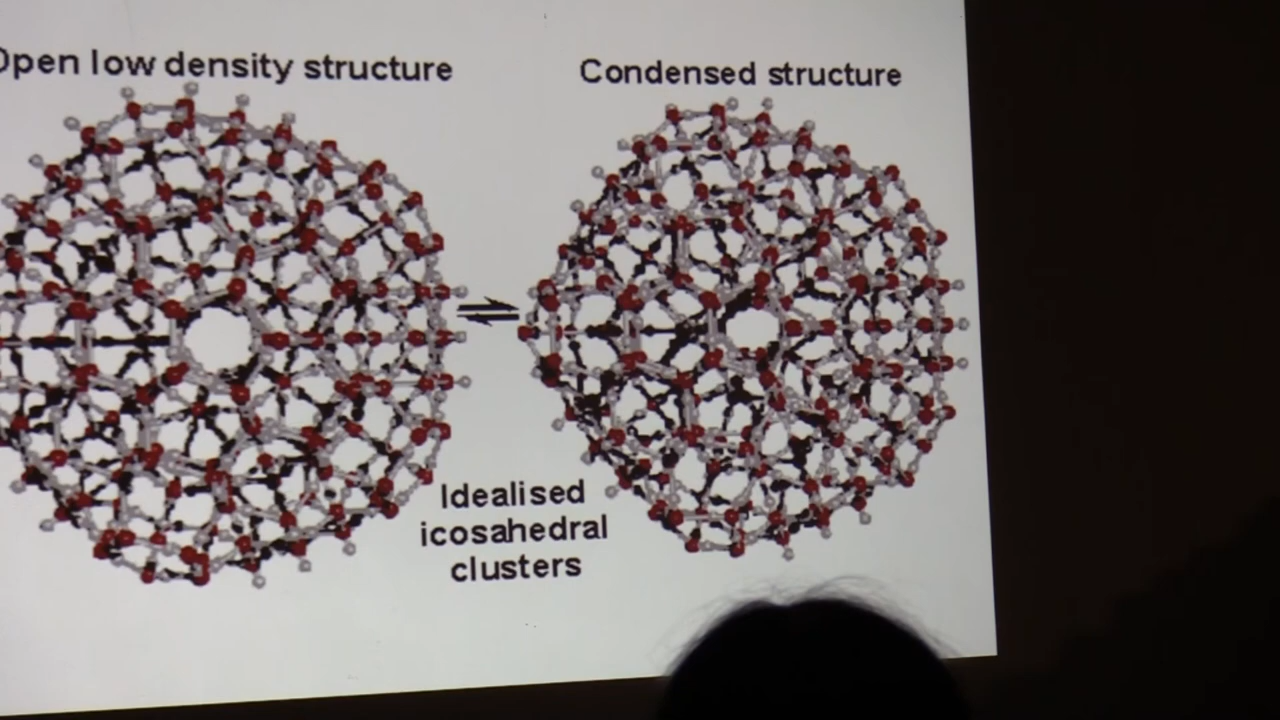 Open low density structure
Condensed structure
Idealised
icosahedral
clusters